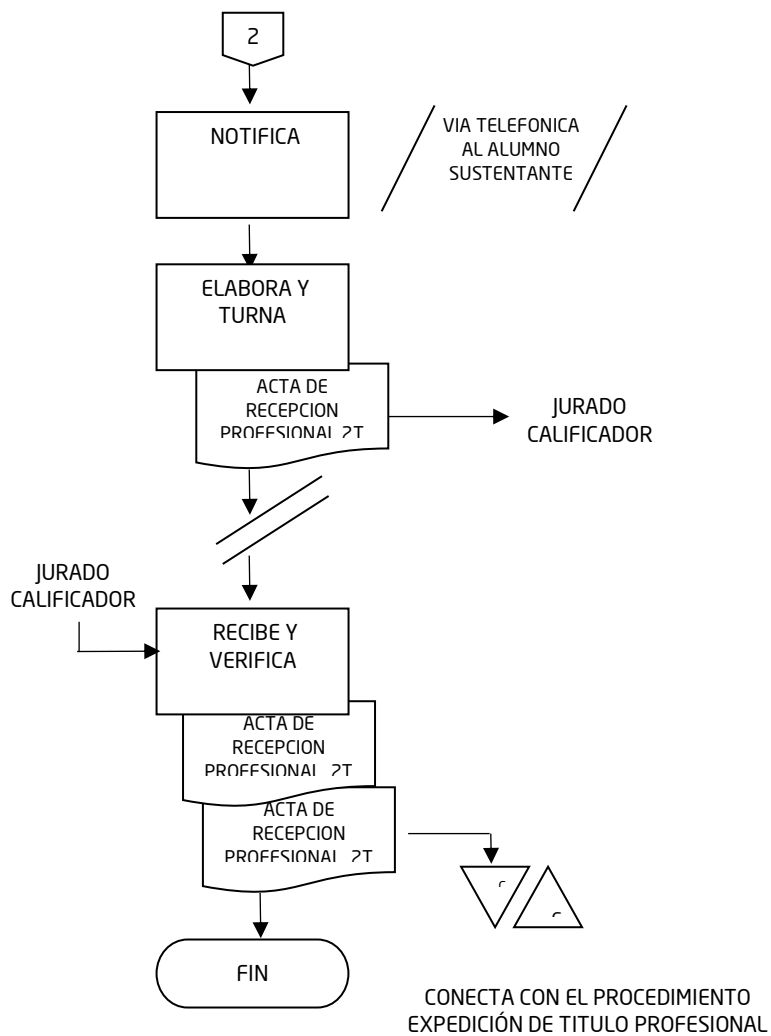 2
NOTIFICA
VIA TELEFONICA
AL ALUMNO
SUSTENTANTE
ELABORA Y
TURNA
ACTA DE
RECEPCION
PROFESIONAL 2T
JURADO
CALIFICADOR
JURADO
CALIFICADOR
RECIBE Y
VERIFICA
ACTA DE
RECEPCION
PROFESIONAL 2T
ACTA DE
RECEPCION
PROFESIONAL 2T
FIN
CONECTA CON EL PROCEDIMIENTO
EXPEDICIÓN DE TITULO PROFESIONAL